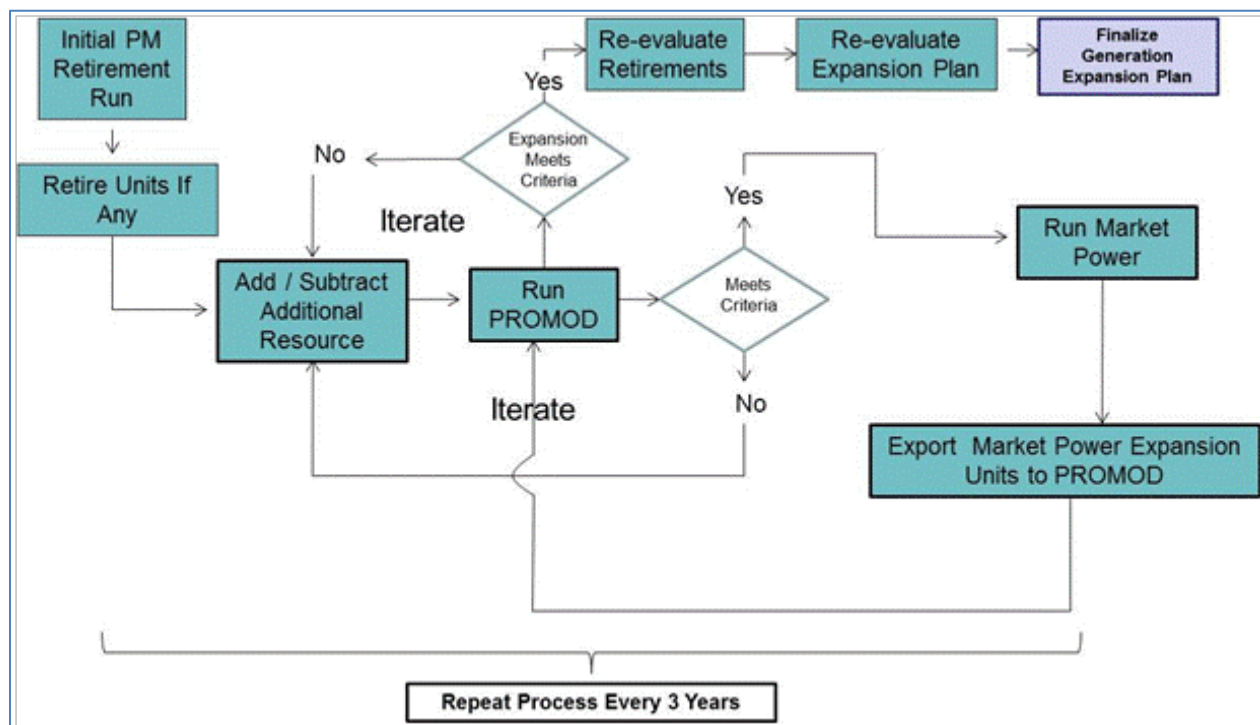 Initial PM
Retirement
Run
Retire Units If
Any
Add / Subtract
Additional
Resource
Run
PROMOD
Expansion
Meets
Criteria
Yes
No
Iterate
Iterate
Re-evaluate
Retirements
Re-evaluate
Expansion Plan
Finalize
Generation
Expansion Plan
Meets
Criteria
Yes
No
Run Market
Power
Export Market Power Expansion
Units to PROMOD
Repeat Process Every 3 Years